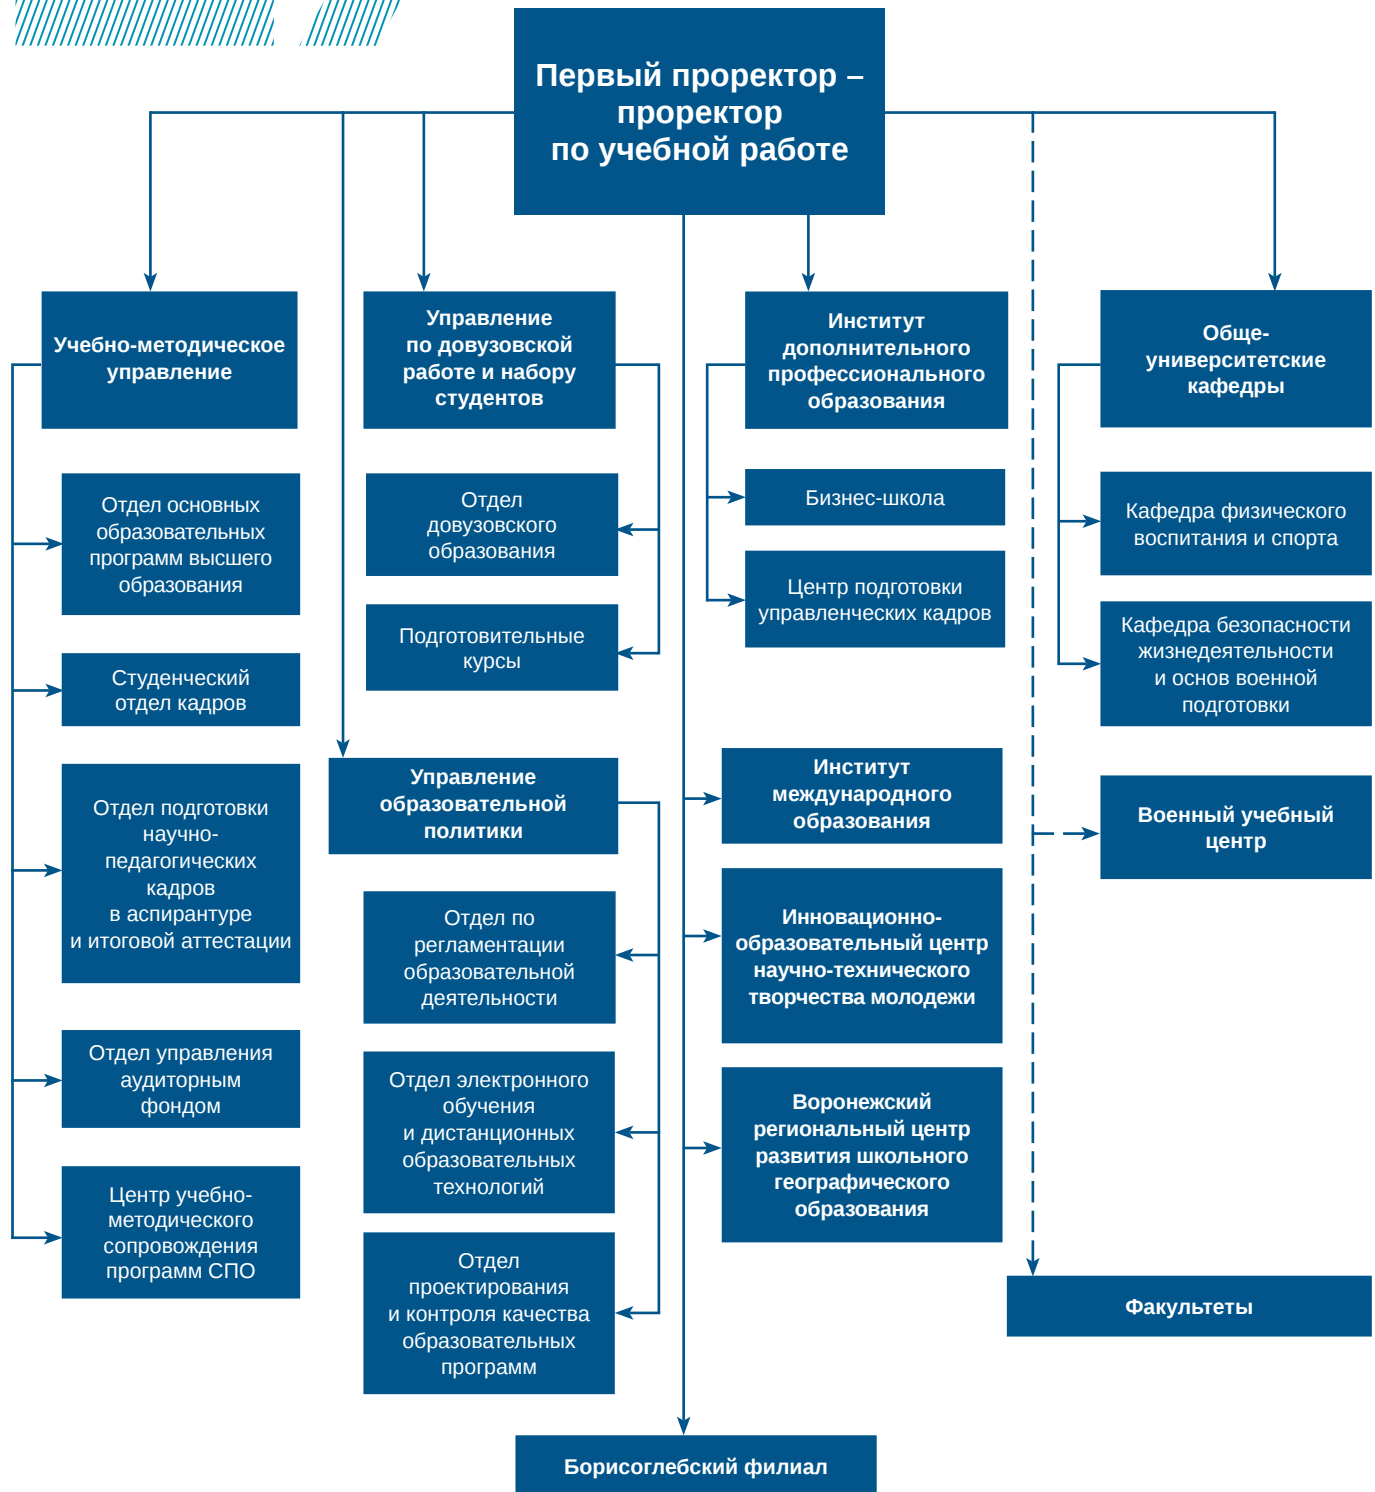 Первый проректор –
проректор
по учебной работе
Учебно-методическое
управление
Отдел основных
образовательных
программ высшего
образования
Студенческий
отдел кадров
Отдел подготовки
научно-
педагогических
кадров
в аспирантуре
и итоговой аттестации
Отдел управления
аудиторным
фондом
Центр учебно-
методического
сопровождения
программ СПО
Управление
по довузовской
работе и набору
студентов
Отдел
довузовского
образования
Подготовительные
курсы
Управление
образовательной
политики
Отдел по
регламентации
образовательной
деятельности
Отдел электронного
обучения
и дистанционных
образовательных
технологий
Отдел
проектирования
и контроля качества
образовательных
программ
Институт
дополнительного
профессионального
образования
Бизнес-школа
Центр подготовки
управленческих кадров
Институт
международного
образования
Инновационно-
образовательный центр
научно-технического
творчества молодежи
Воронежский
региональный центр
развития школьного
географического
образования
Обще-
университетские
кафедры
Кафедра физического
воспитания и спорта
Кафедра безопасности
жизнедеятельности
и основ военной
подготовки
Военный учебный
центр
Факультеты
Борисоглебский филиал